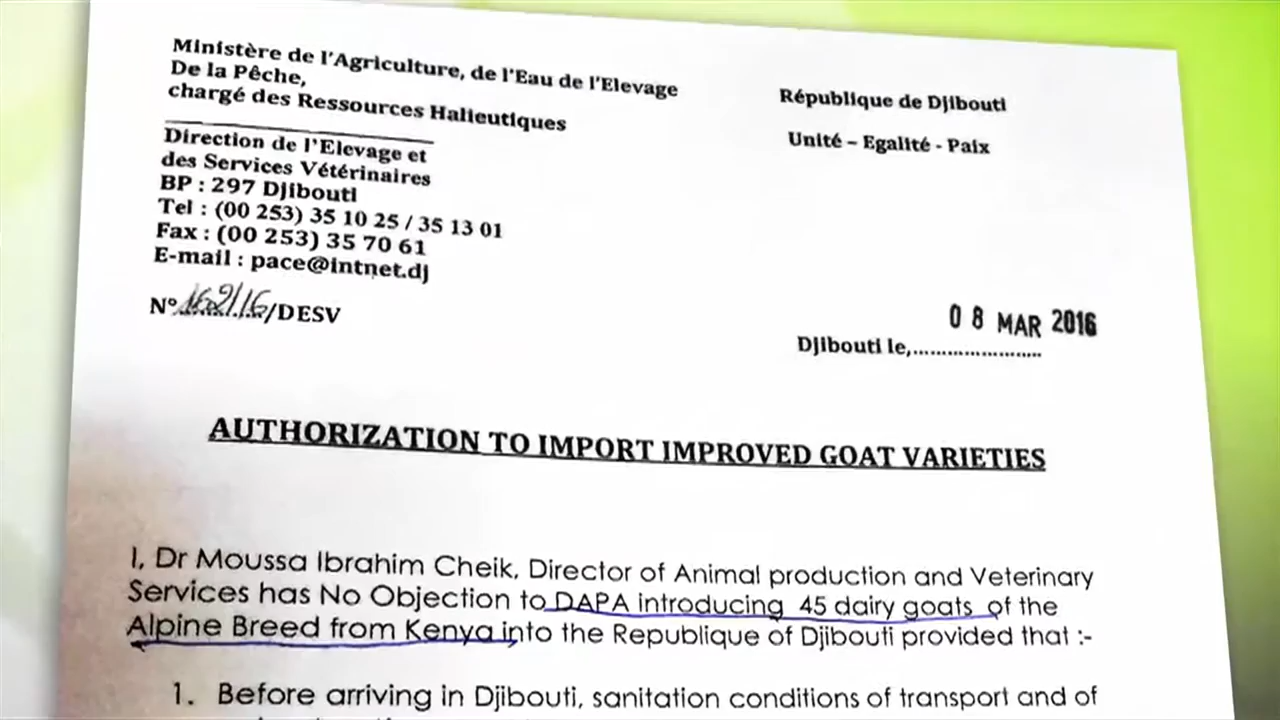 Ministère de l'Agriculture, de l'Eau de l'Elevage
De la Pêche,
chargé des Ressources Halieutiques
République de Djibouti
Unité – Egalité - Paix
Direction de l'Elevage et
des Services Vétérinaires
BP : 297 Djibouti
Tel : (00 253) 35 10 25 / 35 13 01
Fax : (00 253) 35 70 61
E-mail : pace@intnet.dj
N° 162/16/DESV
08 MAR 2016
Djibouti le,........................
AUTHORIZATION TO IMPORT IMPROVED GOAT VARIETIES
I, Dr Moussa Ibrahim Cheik, Director of Animal production and Veterinary
Services has No Objection to DAPA introducing 45 dairy goats of the
Alpine Breed from Kenya into the Republique of Djibouti provided that :-
1. Before arriving in Djibouti, sanitation conditions of transport and of